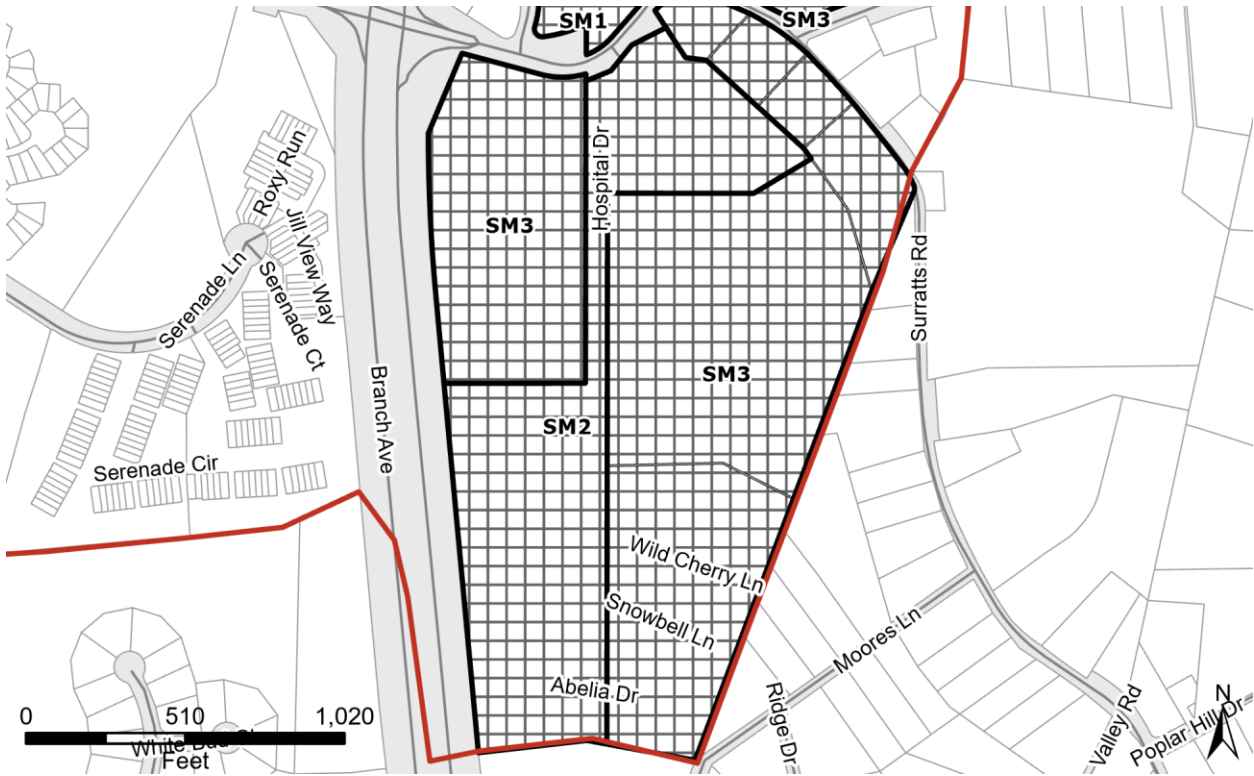 SM1
SM3
Hospital Dr
Roxy Run
Jill View Way
SM3
Serenade Ln
Serenade Ct
Surratts Rd
SM3
Branch Ave
SM2
Serenade Cir
Wild Cherry Ln
Snowbell Ln
Moores Ln
Abelia Dr
Ridge Dr
Valley Rd
Poplar Hill Dr
N
0 510 1,020
Feet